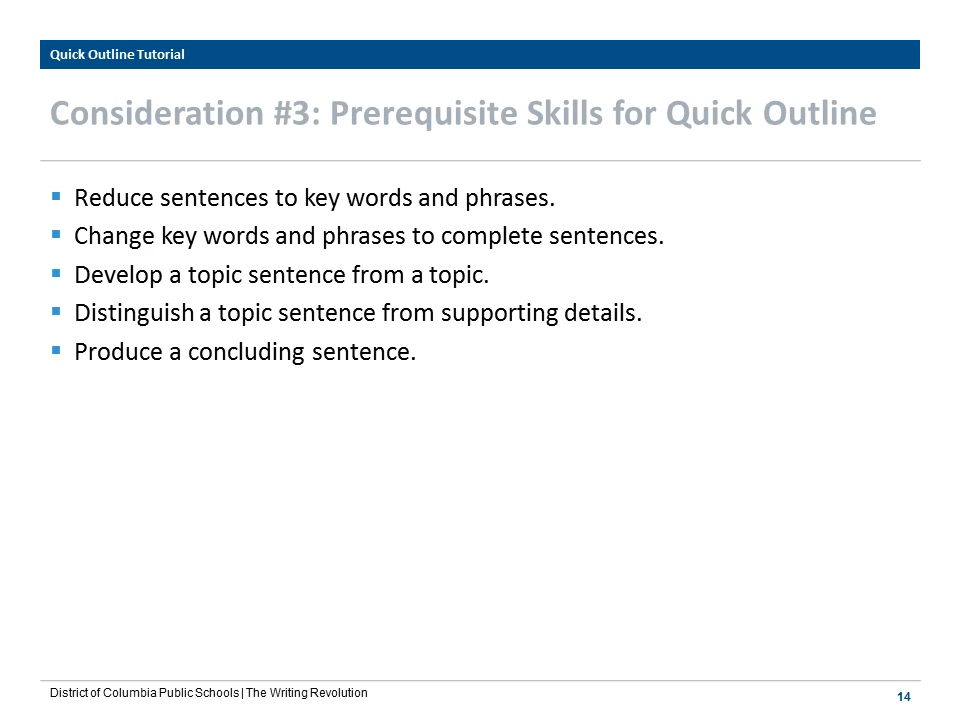 Quick Outline Tutorial
Consideration #3: Prerequisite Skills for Quick Outline
Reduce sentences to key words and phrases.
Change key words and phrases to complete sentences.
Develop a topic sentence from a topic.
Distinguish a topic sentence from supporting details.
Produce a concluding sentence.
District of Columbia Public Schools | The Writing Revolution
14